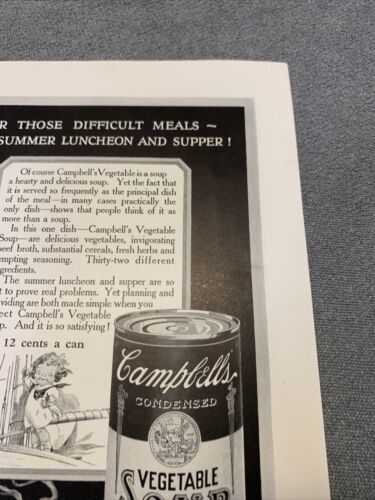 THOSE DIFFICULT MEALS ~
SUMMER LUNCHEON AND SUPPER!
Of course Campbell's Vegetable is a soup
a hearty and delicious soup. Yet the fact that
it is served so frequently as the principal dish
of the meal—in many cases practically the
only dish—shows that people think of it as
more than a soup.
In this one dish—Campbell's Vegetable
Soup—are delicious vegetables, invigorating
beef broth, substantial cereals, fresh herbs and
empting seasoning. Thirty-two different
gredients.
The summer luncheon and supper are so
t to prove real problems. Yet planning and
viding are both made simple when you
ect Campbell's Vegetable
p. And it is so satisfying!
12 cents a can
Campbell's
CONDENSED
VEGETABLE
SOUP